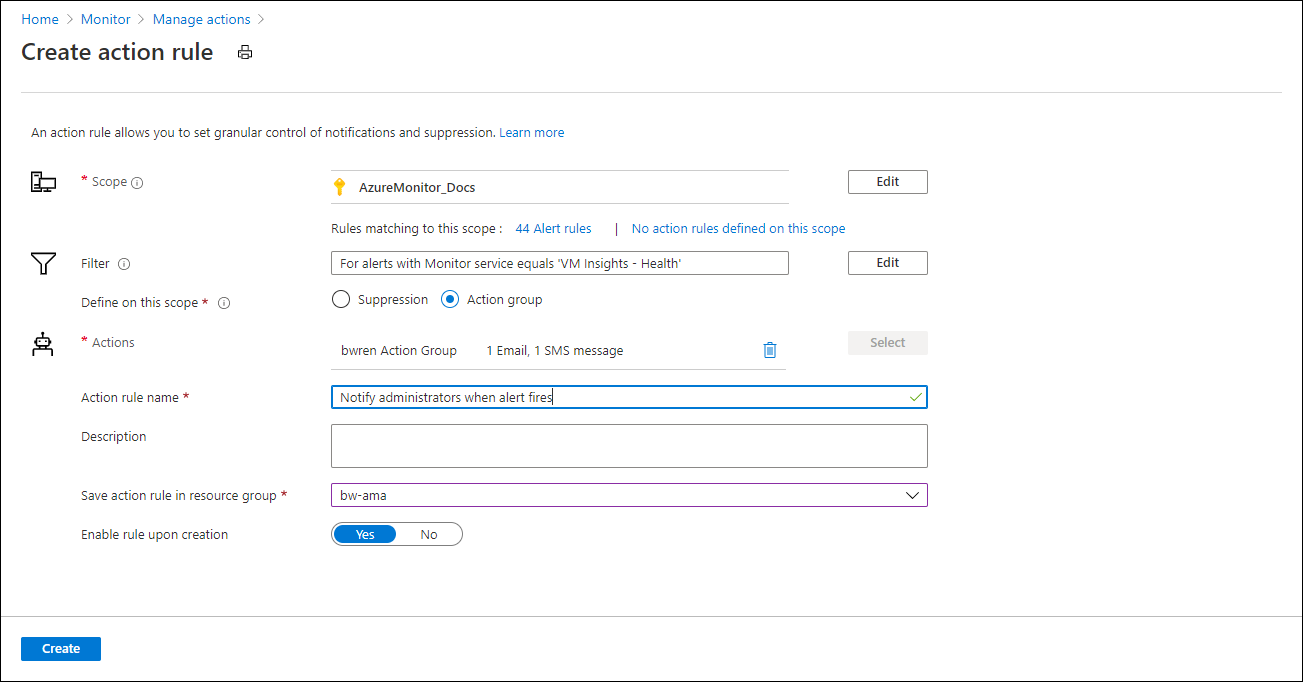 Home > Monitor > Manage actions >
Create action rule
An action rule allows you to set granular control of notifications and suppression. Learn more
* Scope
AzureMonitor_Docs
Edit
Rules matching to this scope : 44 Alert rules | No action rules defined on this scope
Filter
For alerts with Monitor service equals 'VM Insights - Health'
Edit
Define on this scope *
Suppression
Action group
* Actions
bwren Action Group 1 Email, 1 SMS message
Select
Action rule name *
Notify administrators when alert fires
Description
Save action rule in resource group *
bw-ama
Enable rule upon creation
Yes No
Create